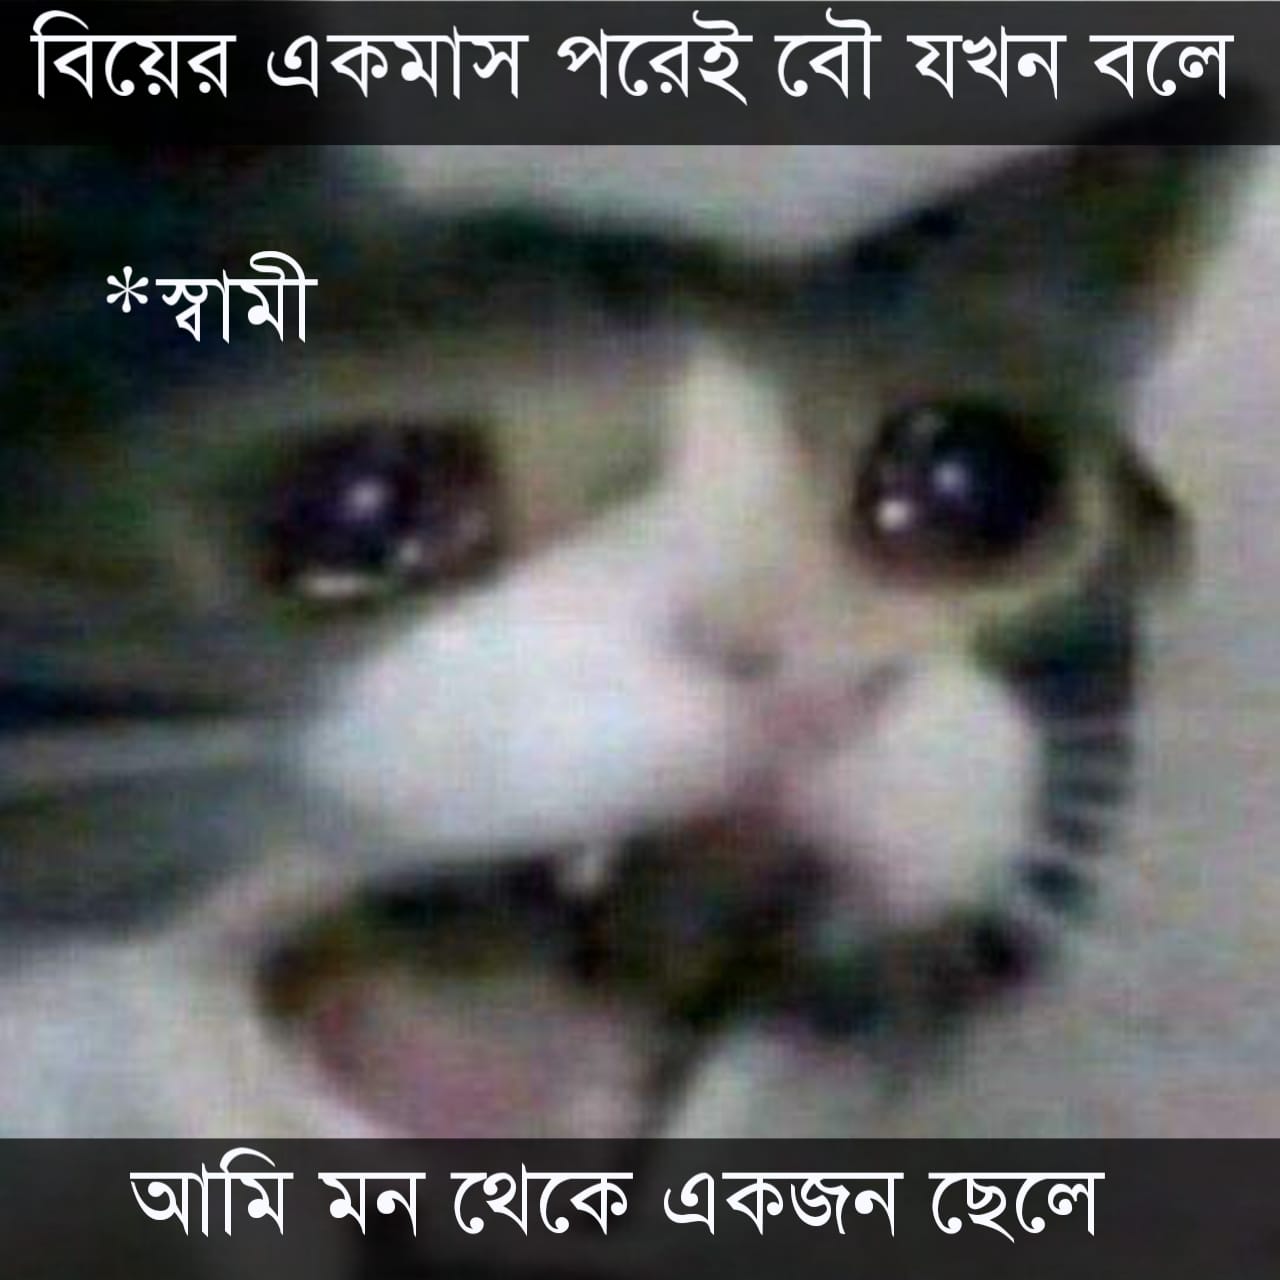 বিয়ের একমাস পরেই বৌ যখন বলে
*স্বামী
আমি মন থেকে একজন ছেলে